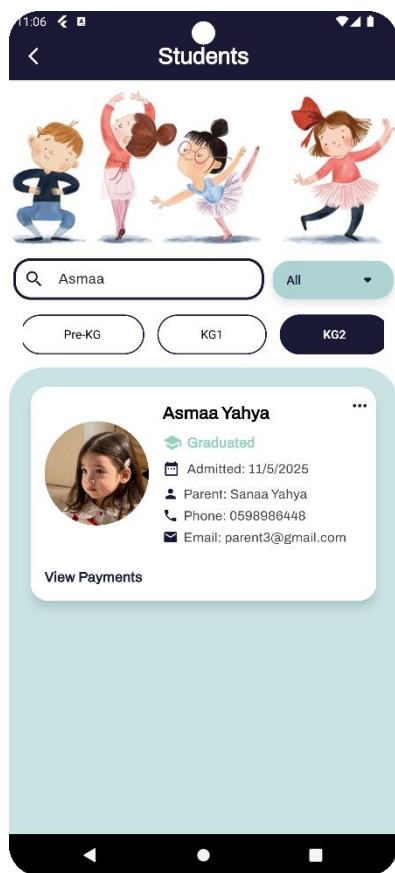 11:06
Students
Asmaa
All
Pre-KG
KG1
KG2
Asmaa Yahya
Graduated
Admitted: 11/5/2025
Parent: Sanaa Yahya
Phone: 0598986448
Email: parent3@gmail.com
View Payments